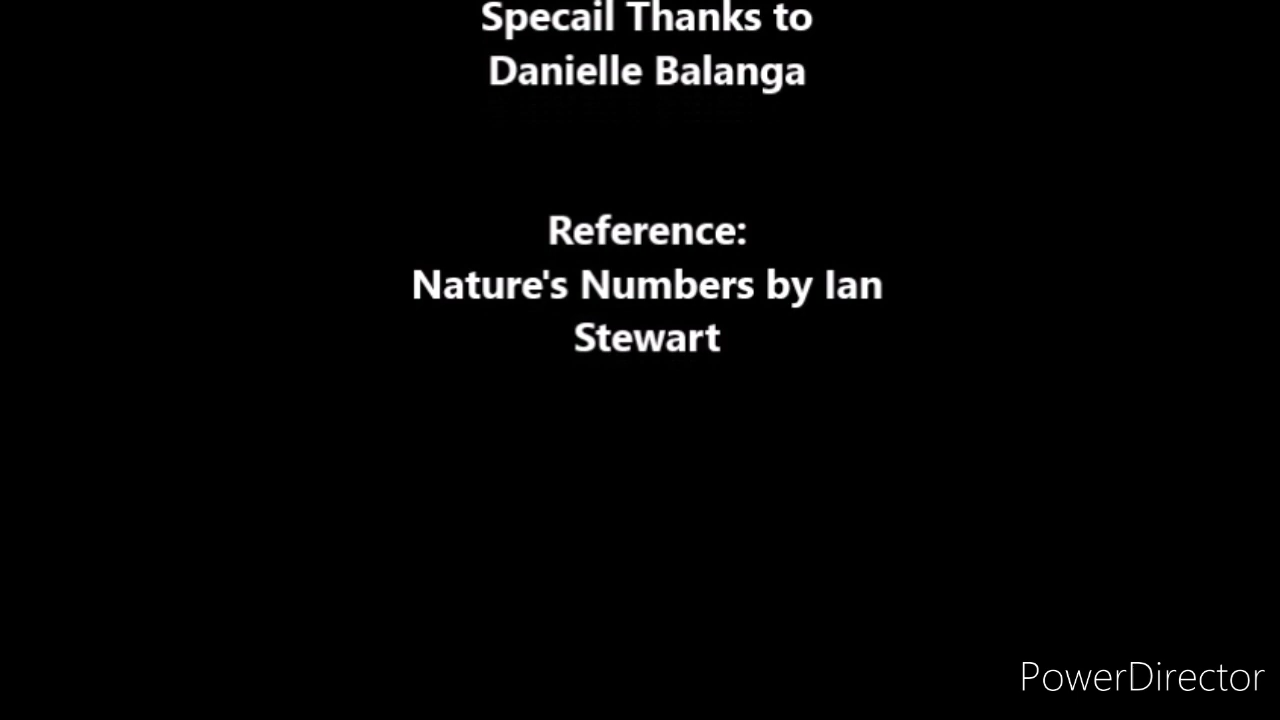 Specail Thanks to
Danielle Balanga
Reference:
Nature's Numbers by Ian
Stewart
PowerDirector